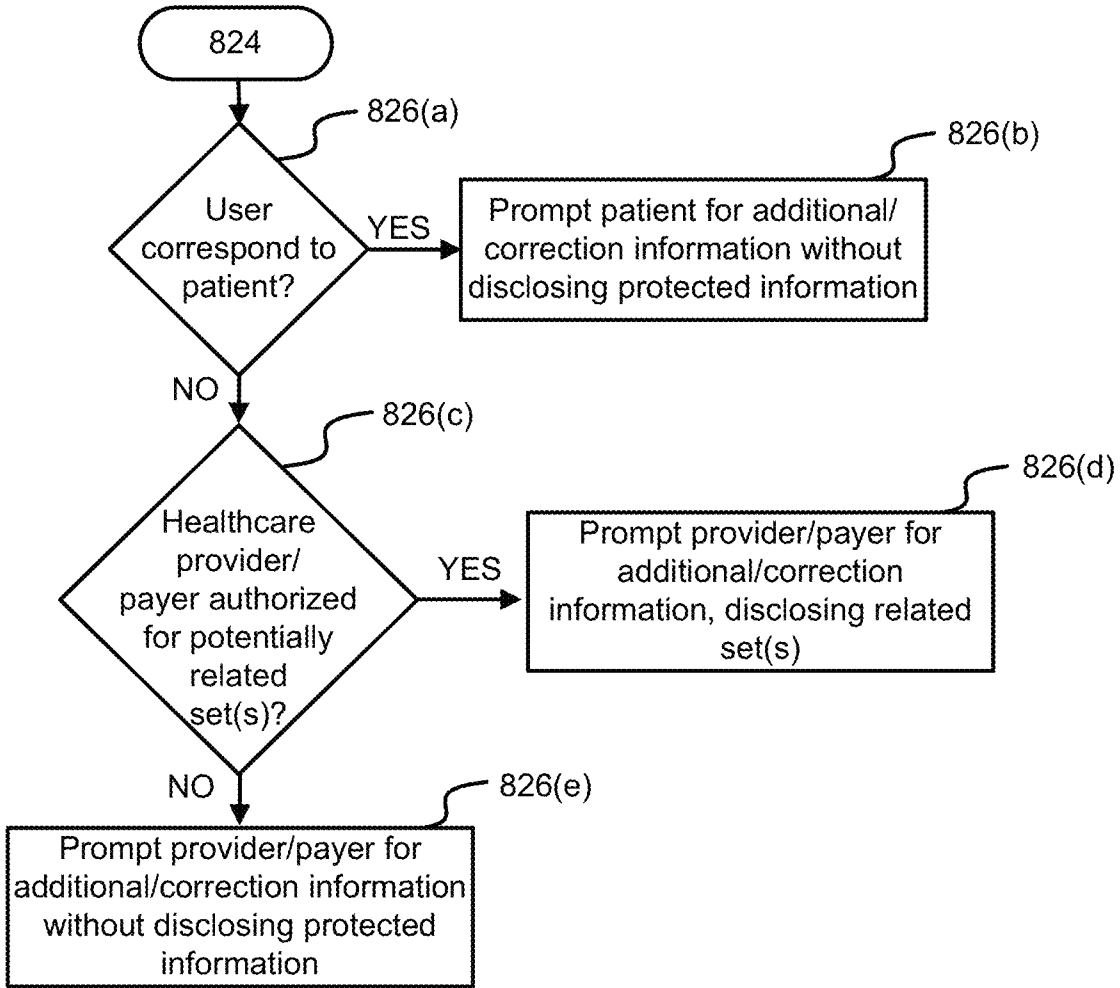 824
826(a)
User
correspond to
patient?
YES
826(b)
Prompt patient for additional/
correction information without
disclosing protected information
NO
826(c)
Healthcare
provider/
payer authorized
for potentially
related
set(s)?
YES
826(d)
Prompt provider/payer for
additional/correction
information, disclosing related
set(s)
NO
826(e)
Prompt provider/payer for
additional/correction information
without disclosing protected
information